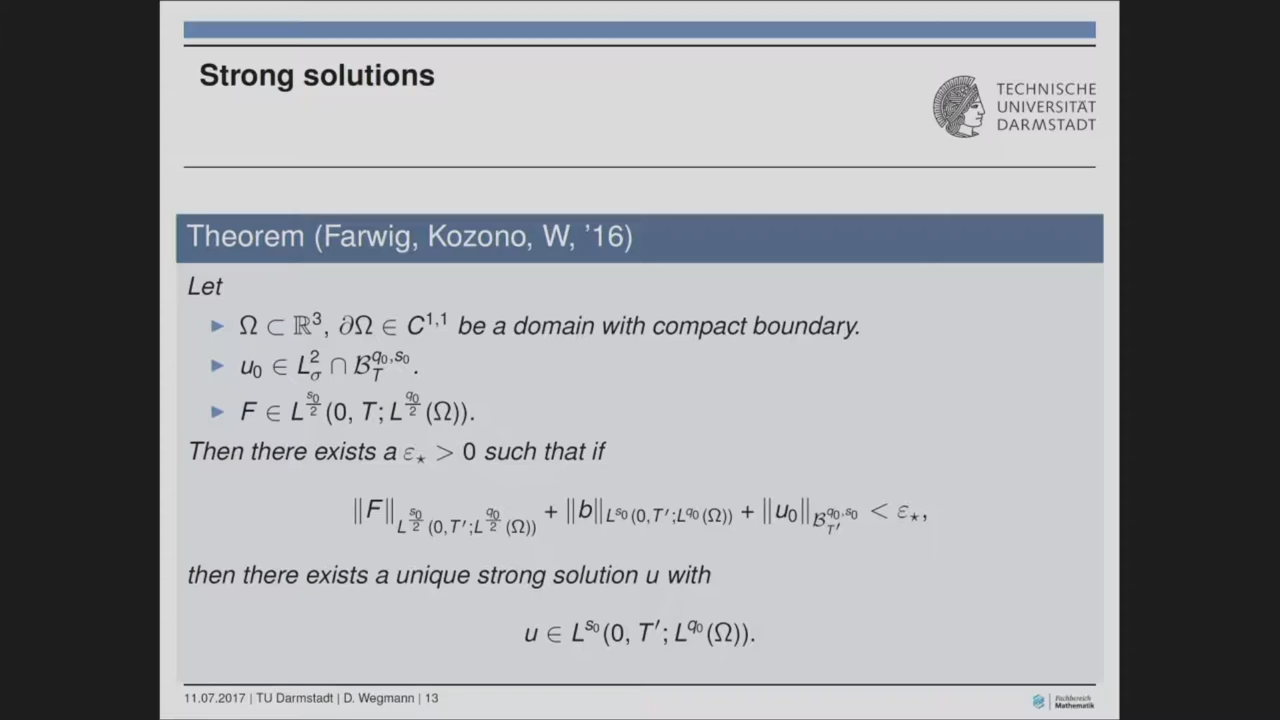 Strong solutions
TECHNISCHE
UNIVERSITÄT
DARMSTADT
Theorem (Farwig, Kozono, W, ’16)
Let
▶ Ω ⊂ ℝ³, ∂Ω ∈ C^{1,1} be a domain with compact boundary.
▶ u₀ ∈ L²_σ ∩ 𝓑_T^{q₀,s₀}.
▶ F ∈ L^{s₀/2}(0, T; L^{q₀/2}(Ω)).
Then there exists a ε⋆ > 0 such that if
‖F‖_{L^{s₀/2}(0,T′;L^{q₀/2}(Ω))} + ‖b‖_{L^{s₀}(0,T′;L^{q₀}(Ω))} + ‖u₀‖_{𝓑_{T′}^{q₀,s₀}} < ε⋆,
then there exists a unique strong solution u with
u ∈ L^{s₀}(0, T′; L^{q₀}(Ω)).
11.07.2017 | TU Darmstadt | D. Wegmann | 13
Fachbereich
Mathematik